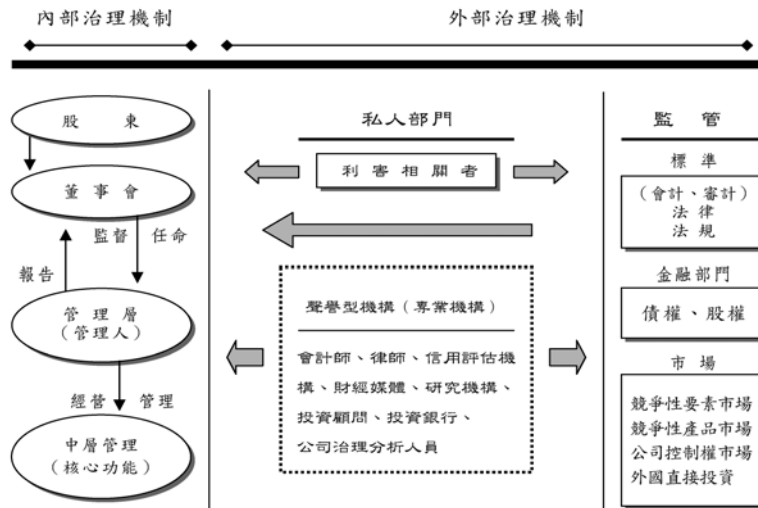 內部治理機制
外部治理機制
股 東
董事會
監督 任命
報告
管理層
（管理人）
經營 管理
中層管理
（核心功能）
私人部門
利害相關者
聲譽型機構（專業機構）
會計師、律師、信用評估機
構、財經媒體、研究機構、
投資顧問、投資銀行、
公司治理分析人員
監 管
標準
（會計、審計）
法律
法規
金融部門
債權、股權
市 場
競爭性要素市場
競爭性產品市場
公司控制權市場
外國直接投資